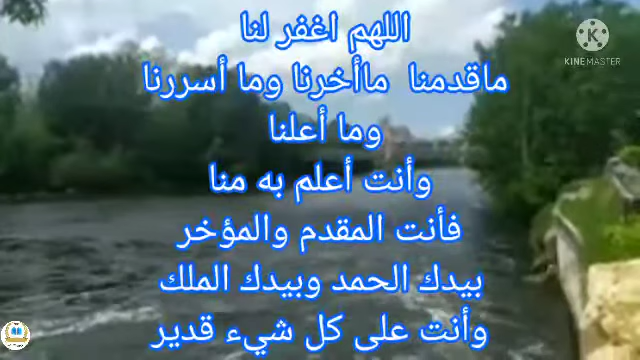 اللهم اغفر لنا
ماقدمنا ماأخرنا وما أسررنا
وما أعلنا
وأنت أعلم به منا
فأنت المقدم والمؤخر
بيدك الحمد وبيدك الملك
وأنت على كل شيء قدير
KINEMASTER